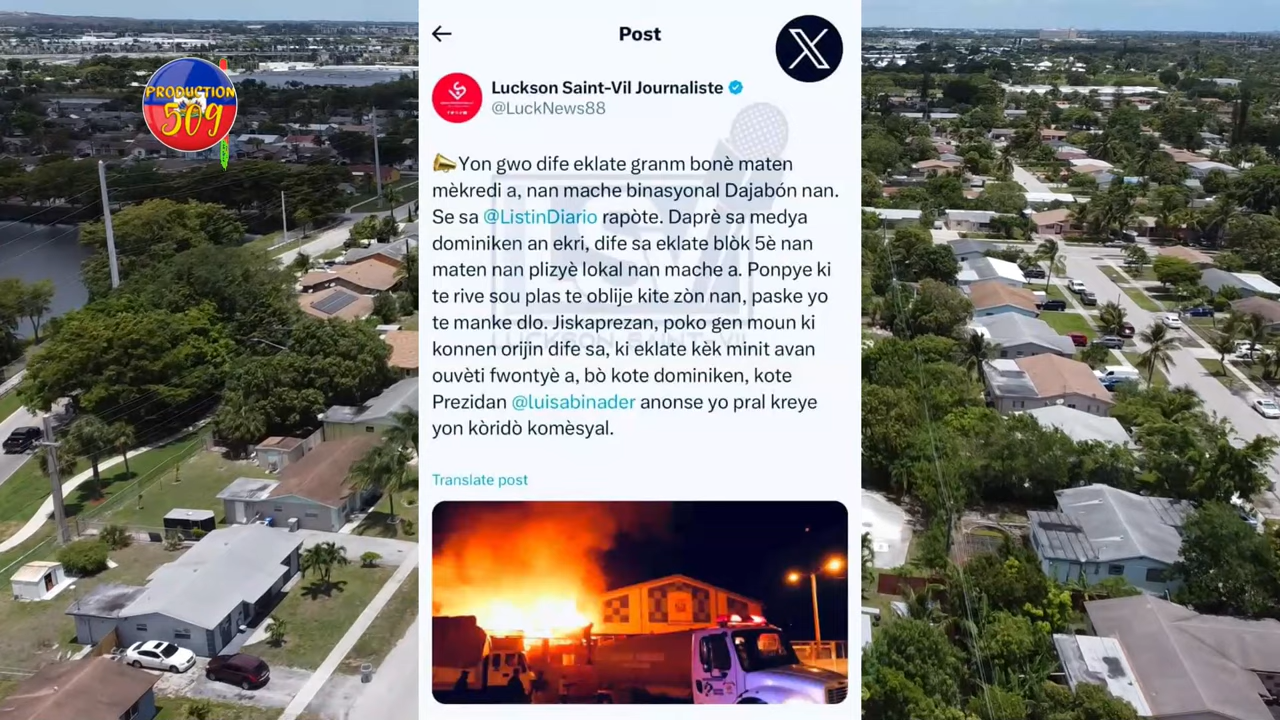 PRODUCTION
509
Post
Luckson Saint-Vil Journaliste
@LuckNews88
Yon gwo dife eklate granm bonè maten
mèkredi a, nan mache binasyonal Dajabón nan.
Se sa @ListinDiario rapòte. Daprè sa medya
dominiken an ekri, dife sa eklate blòk 5è nan
maten nan plizyè lokal nan mache a. Ponpye ki
te rive sou plas te oblije kite zòn nan, paske yo
te manke dlo. Jiskaprezan, poko gen moun ki
konnen orijin dife sa, ki eklate kèk minit avan
ouvèti fwontyè a, bò kote dominiken, kote
Prezidan @luisabinader anonse yo pral kreye
yon kòridò komèsyal.
LUCKSON SAINT-VIL
Translate post